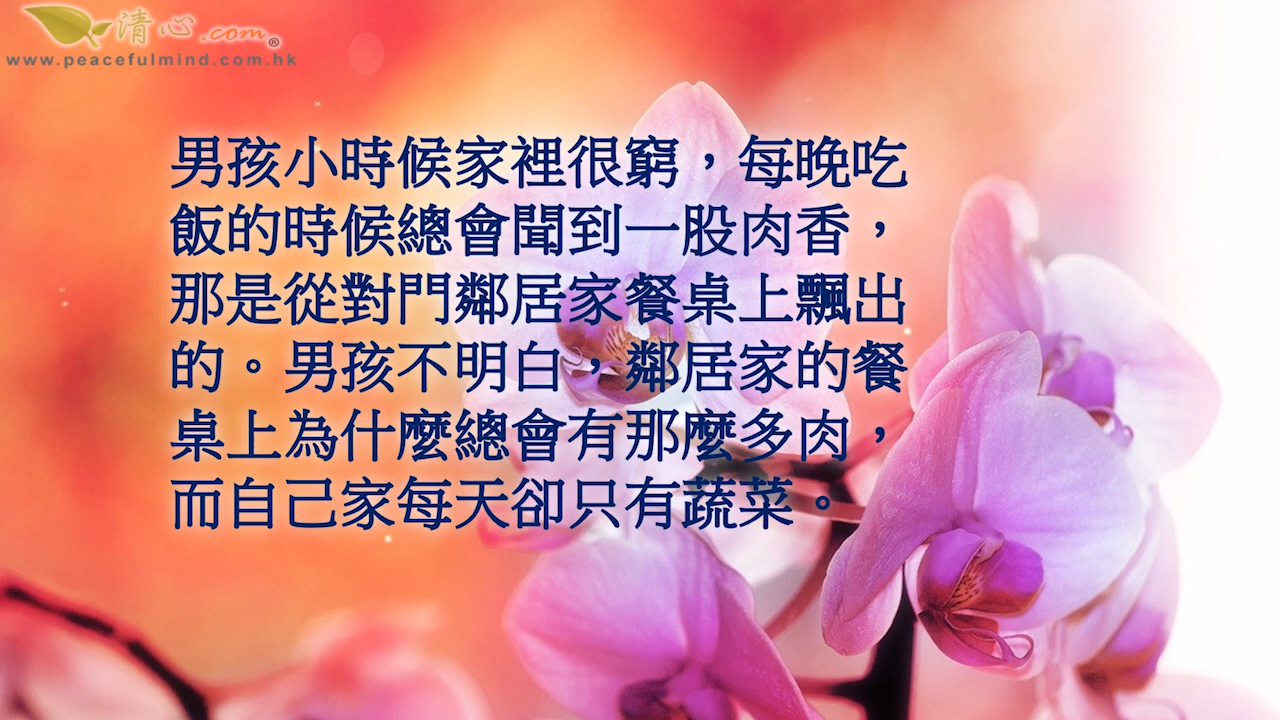 清心.com®
www.peacefulmind.com.hk
男孩小時候家裡很窮，每晚吃
飯的時候總會聞到一股肉香，
那是從對門鄰居家餐桌上飄出
的。男孩不明白，鄰居家的餐
桌上為什麼總會有那麼多肉，
而自己家每天卻只有蔬菜。